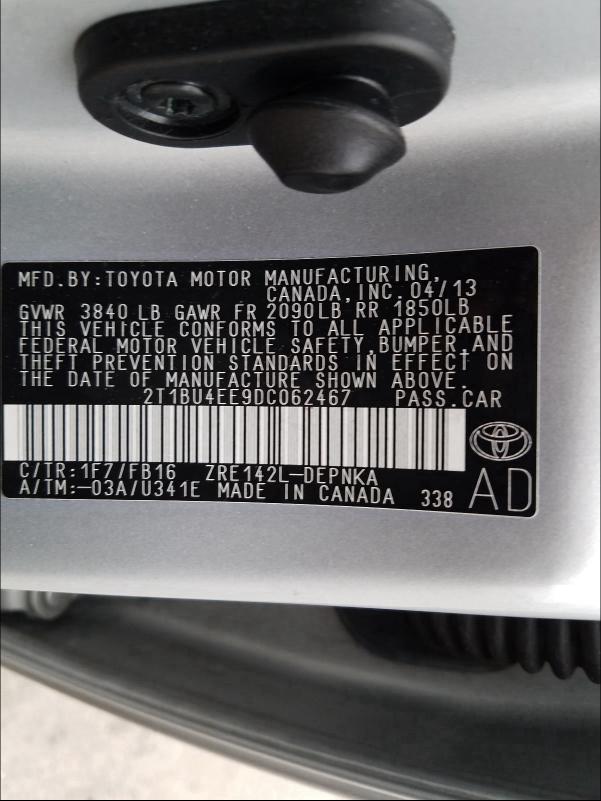 MFD.BY:TOYOTA MOTOR MANUFACTURING,
CANADA,INC. 04/13
GVWR 3840 LB GAWR FR 2090LB RR 1850LB
THIS VEHICLE CONFORMS TO ALL APPLICABLE
FEDERAL MOTOR VEHICLE SAFETY,BUMPER,AND
THEFT PREVENTION STANDARDS IN EFFECT ON
THE DATE OF MANUFACTURE SHOWN ABOVE.
2T1BU4EE9DC062467 PASS.CAR
C/TR:1F7/FB16 ZRE142L-DEPNKA
A/TM:-03A/U341E MADE IN CANADA 338 AD